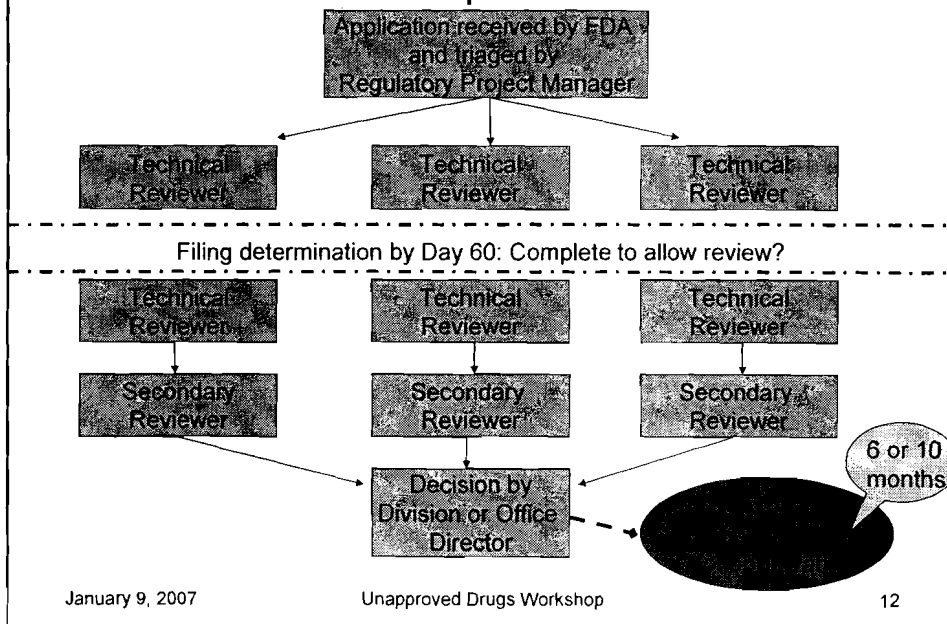 Application received by FDA
and triaged by
Regulatory Project Manager
Technical
Reviewer
Technical
Reviewer
Technical
Reviewer
Filing determination by Day 60: Complete to allow review?
Technical
Reviewer
Technical
Reviewer
Technical
Reviewer
Secondary
Reviewer
Secondary
Reviewer
Secondary
Reviewer
6 or 10
months
Decision by
Division or Office
Director
January 9, 2007
Unapproved Drugs Workshop
12